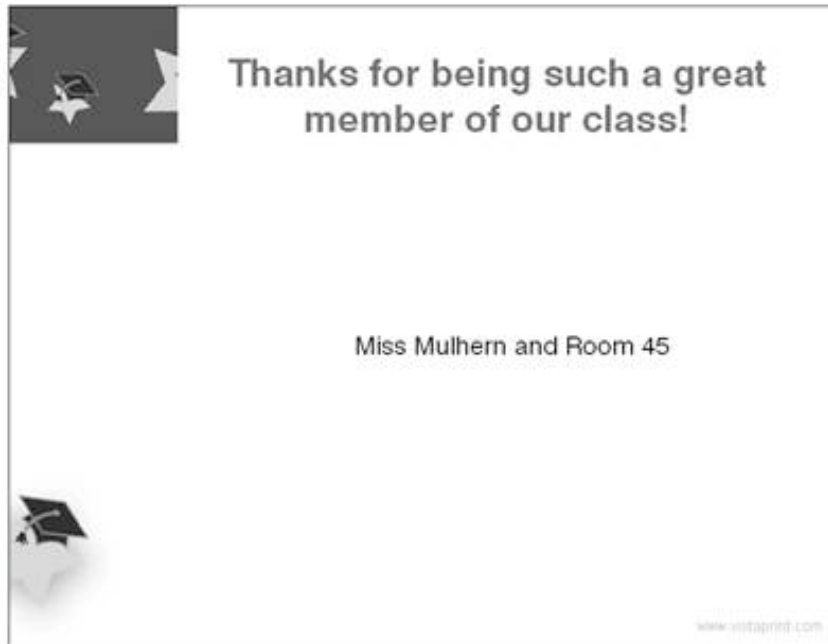 Thanks for being such a great
member of our class!
Miss Mulhern and Room 45
www.vistaprint.com